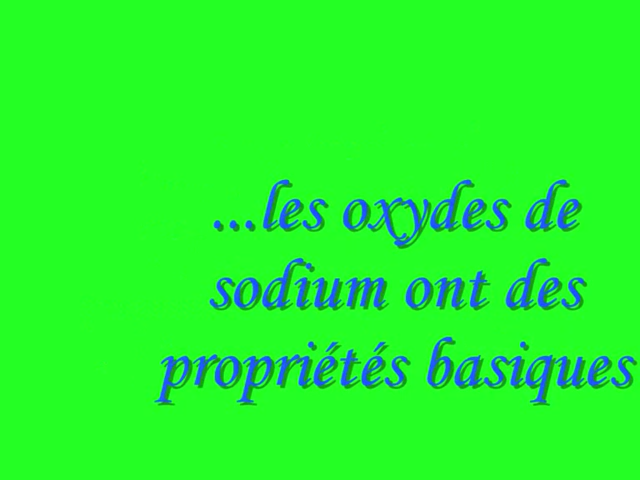 ...les oxydes de
sodium ont des
propriétés basiques